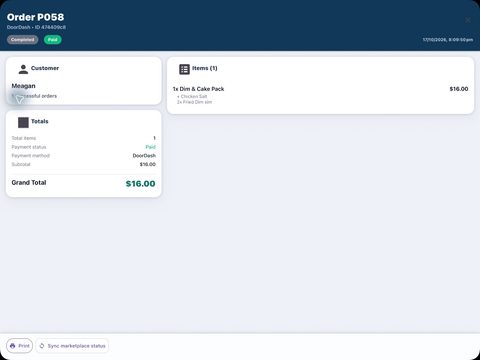 Order P058
DoorDash • ID 474409c8
Completed
Paid
17/10/2026, 8:09:50 pm
Customer
Meagan
successful orders
Totals
Total items 1
Payment status Paid
Payment method DoorDash
Subtotal $16.00
Grand Total $16.00
Items (1)
1x Dim & Cake Pack $16.00
+ Chicken Salt
2x Fried Dim sim
Print
Sync marketplace status